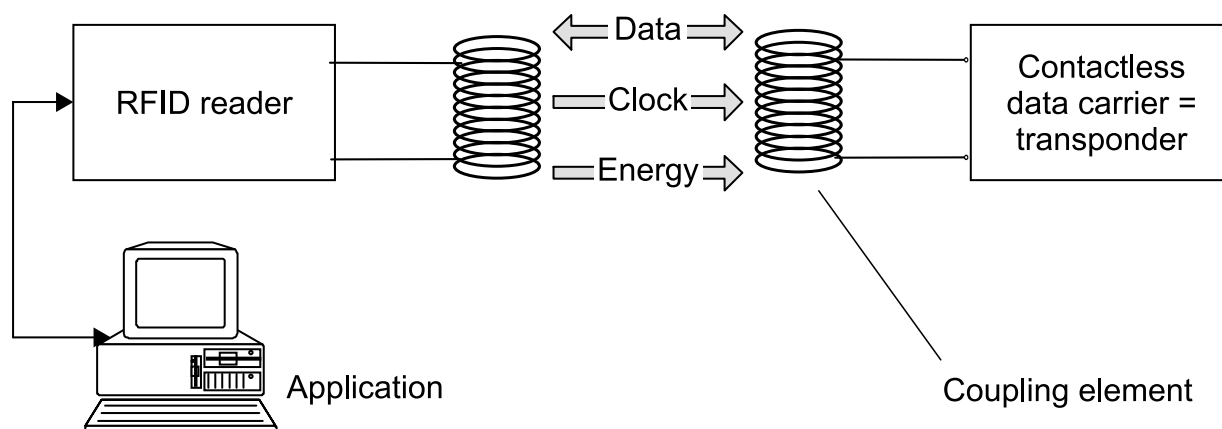 Data
RFID reader
Clock
Energy
Contactless
data carrier =
transponder
Application
Coupling element